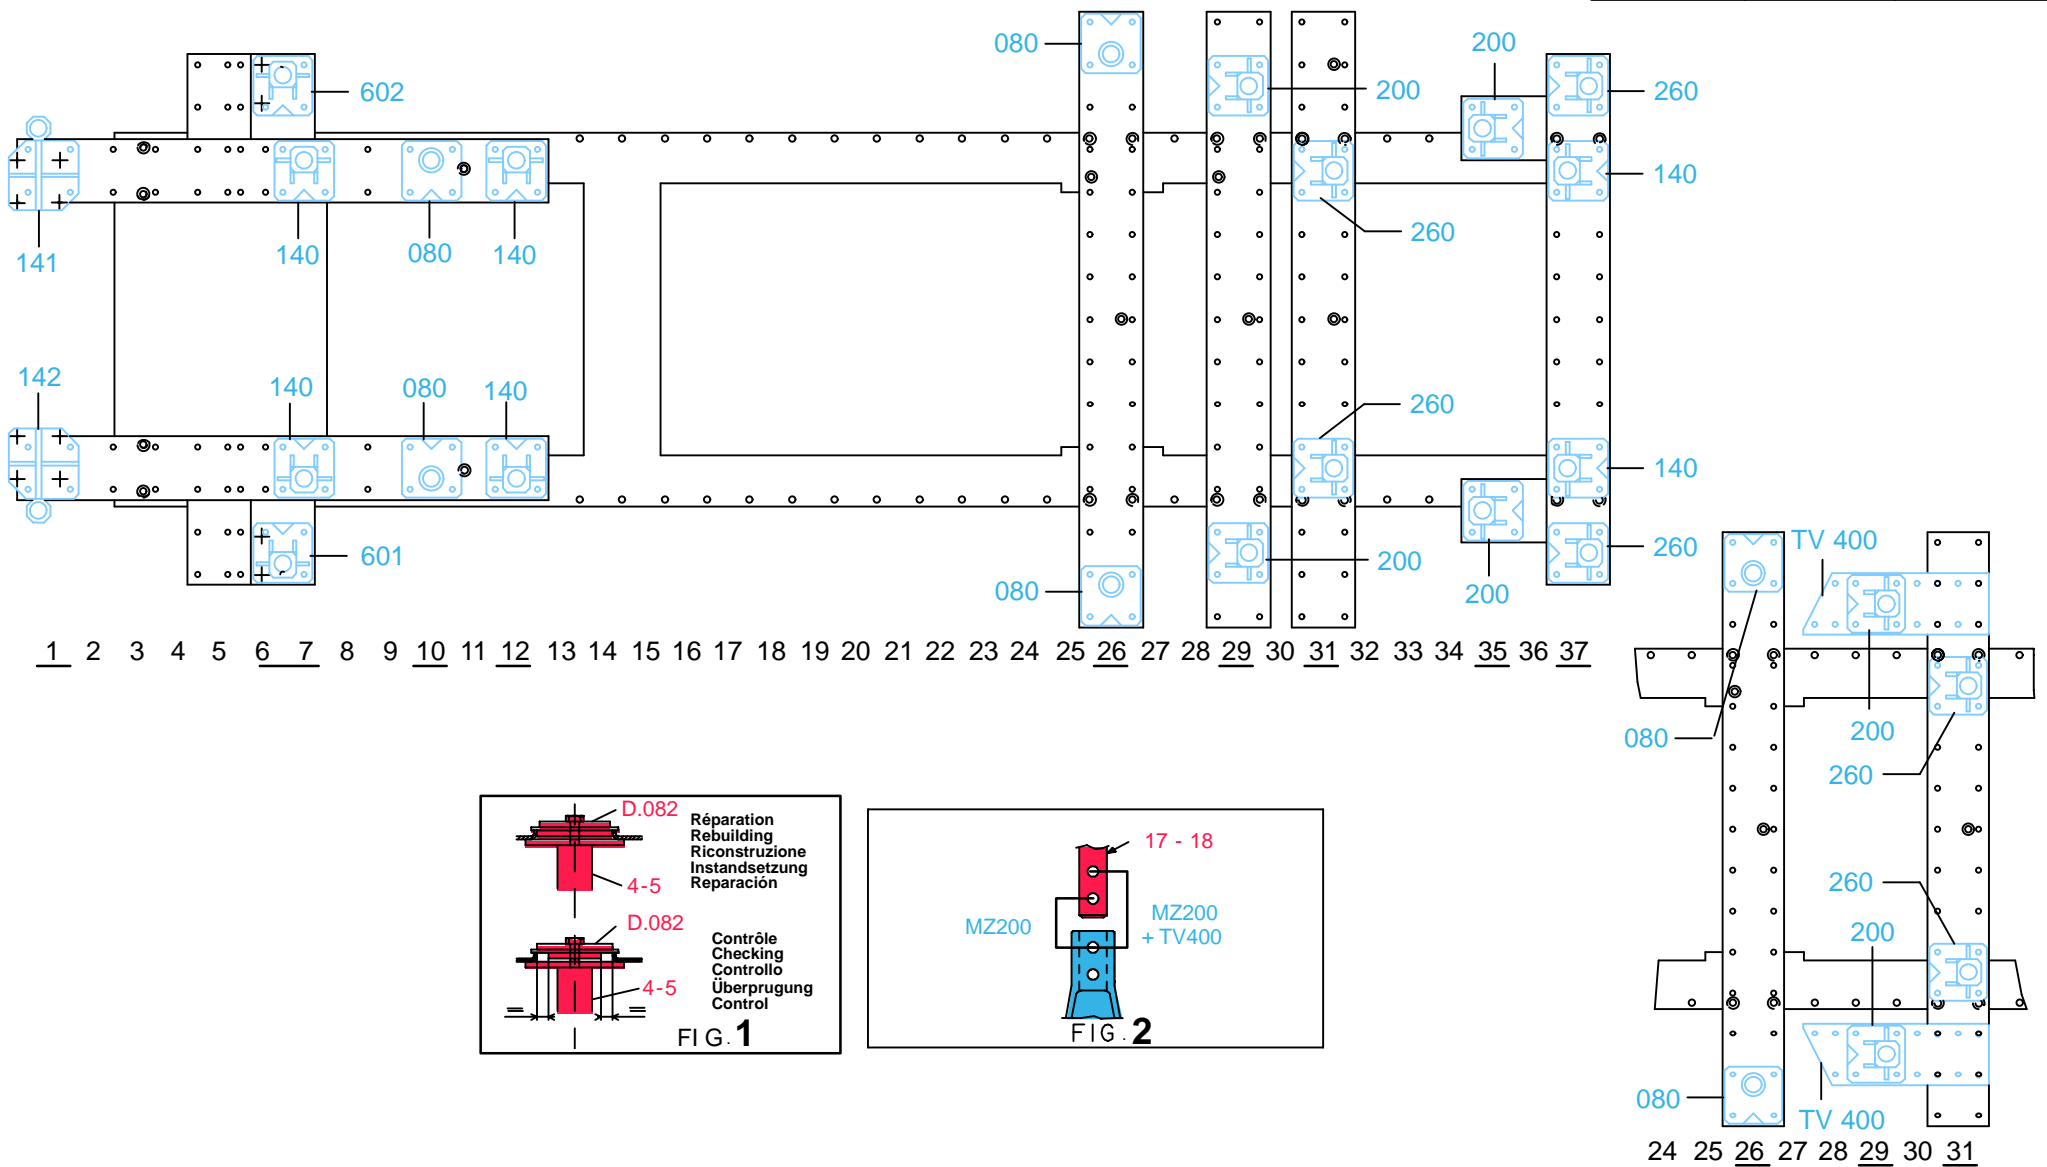 080
200
200
602
260
140
080
140
260
140
141
142
140
080
140
260
140
601
200
260
080
200
1 2 3 4 5 6 7 8 9 10 11 12 13 14 15 16 17 18 19 20 21 22 23 24 25 26 27 28 29 30 31 32 33 34 35 36 37
TV 400
080
200
260
260
200
080
TV 400
24 25 26 27 28 29 30 31
D.082
Réparation
Rebuilding
Riconstruzione
Instandsetzung
Reparación
4-5
D.082
Contrôle
Checking
Controllo
Überprugung
Control
4-5
FIG. 1
17 - 18
MZ200
MZ200
+ TV400
FIG. 2